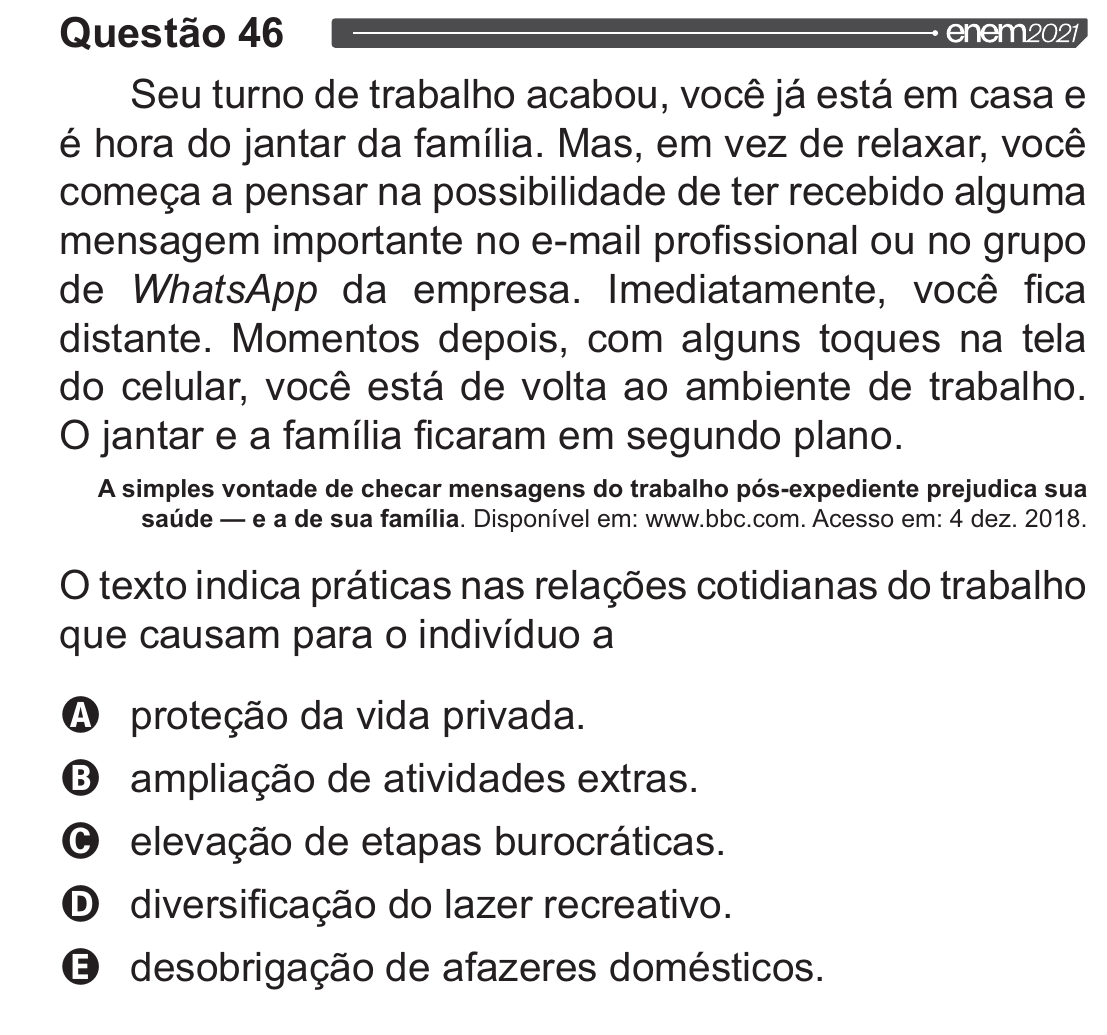 Questão 46
enem2021
Seu turno de trabalho acabou, você já está em casa e
é hora do jantar da família. Mas, em vez de relaxar, você
começa a pensar na possibilidade de ter recebido alguma
mensagem importante no e-mail profissional ou no grupo
de WhatsApp da empresa. Imediatamente, você fica
distante. Momentos depois, com alguns toques na tela
do celular, você está de volta ao ambiente de trabalho.
O jantar e a família ficaram em segundo plano.
A simples vontade de checar mensagens do trabalho pós-expediente prejudica sua
saúde — e a de sua família. Disponível em: www.bbc.com. Acesso em: 4 dez. 2018.
O texto indica práticas nas relações cotidianas do trabalho
que causam para o indivíduo a
A proteção da vida privada.
B ampliação de atividades extras.
C elevação de etapas burocráticas.
D diversificação do lazer recreativo.
E desobrigação de afazeres domésticos.